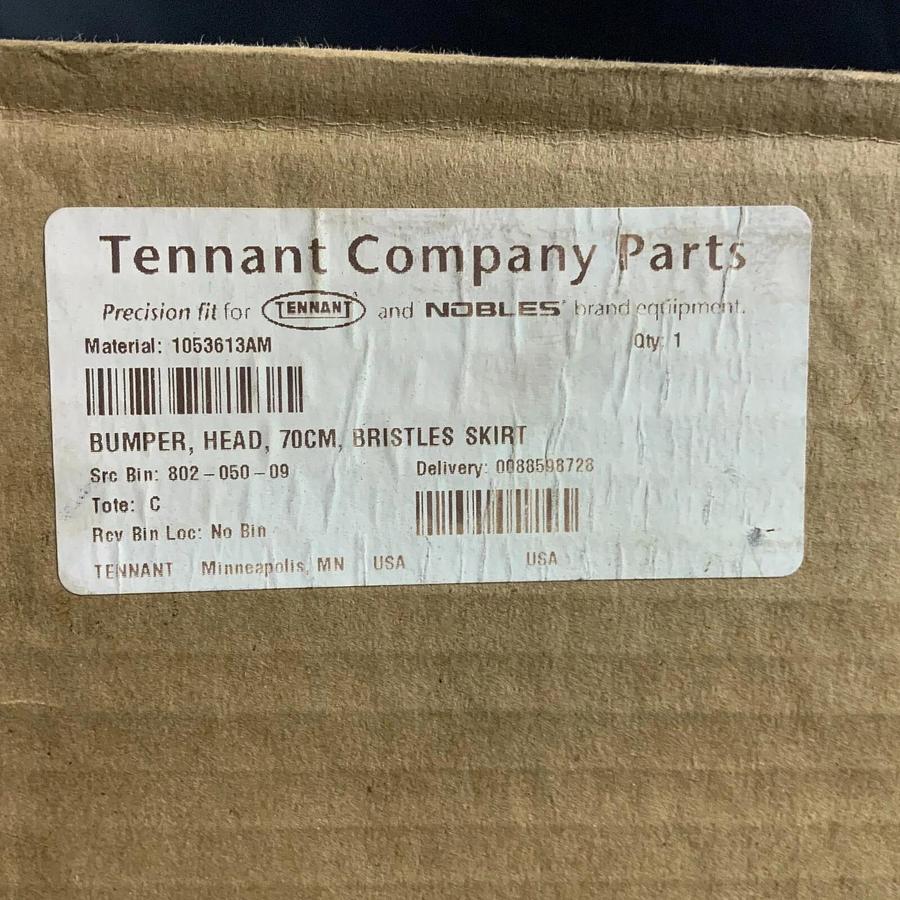 Tennant Company Parts
Precision fit for TENNANT and NOBLES® brand equipment.
Material: 1053613AM Qty: 1
BUMPER, HEAD, 70CM, BRISTLES SKIRT
Src Bin: 802-050-09 Delivery: 0088598728
Tote: C
Rcv Bin Loc: No Bin
TENNANT Minneapolis, MN USA USA